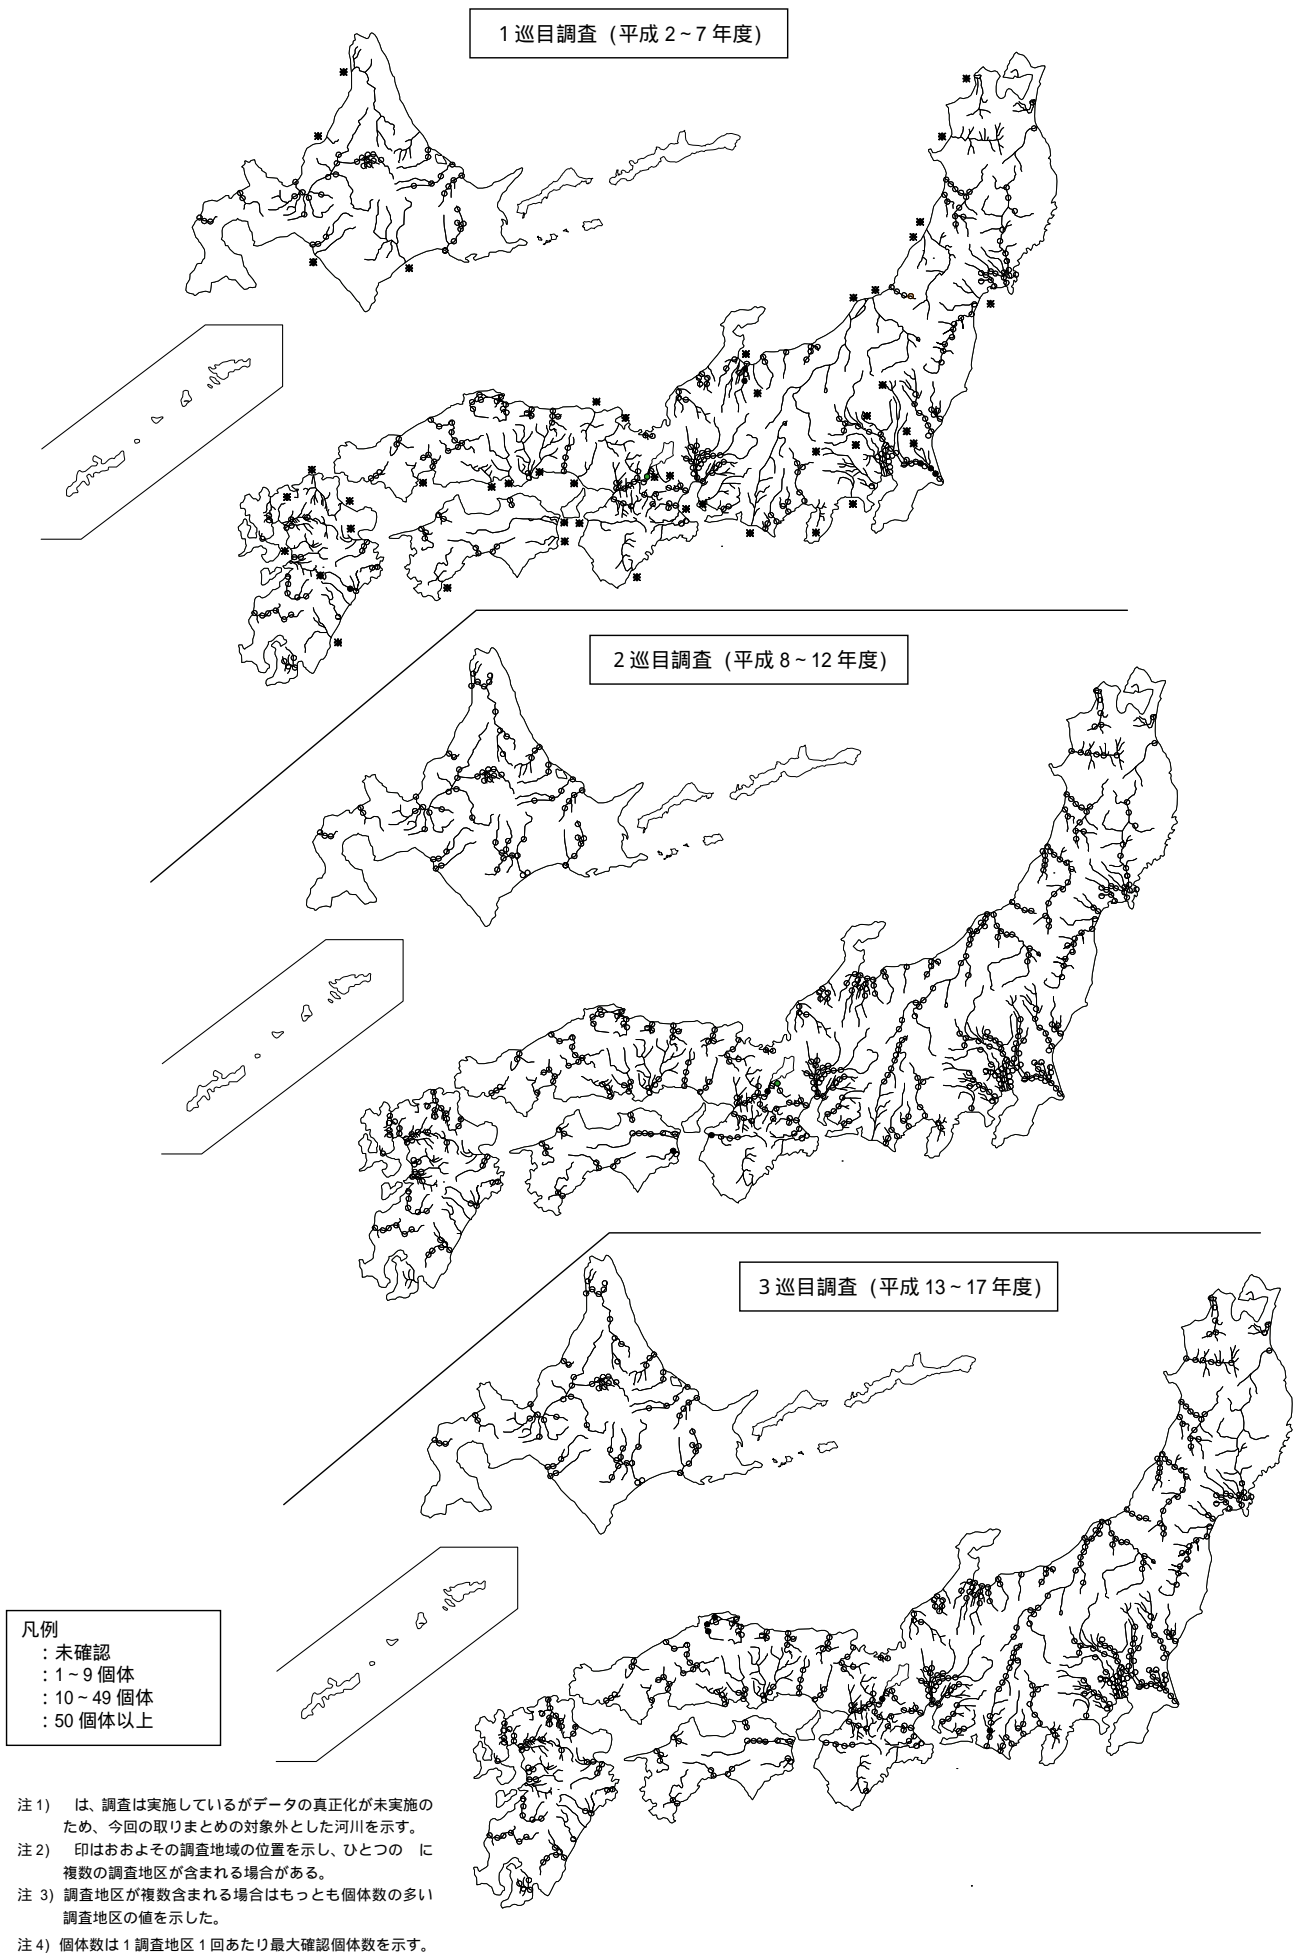 1巡目調査 (平成2~7年度)
2巡目調査 (平成8~12年度)
3巡目調査 (平成13~17年度)
凡例
:未確認
:1~9個体
:10~49個体
:50個体以上
注1) は、調査は実施しているがデータの真正化が未実施の
ため、今回の取りまとめの対象外とした河川を示す。
注2) 印はおおよその調査地域の位置を示し、ひとつの に
複数の調査地区が含まれる場合がある。
注 3) 調査地区が複数含まれる場合はもっとも個体数の多い
調査地区の値を示した。
注4) 個体数は1調査地区1回あたり最大確認個体数を示す。